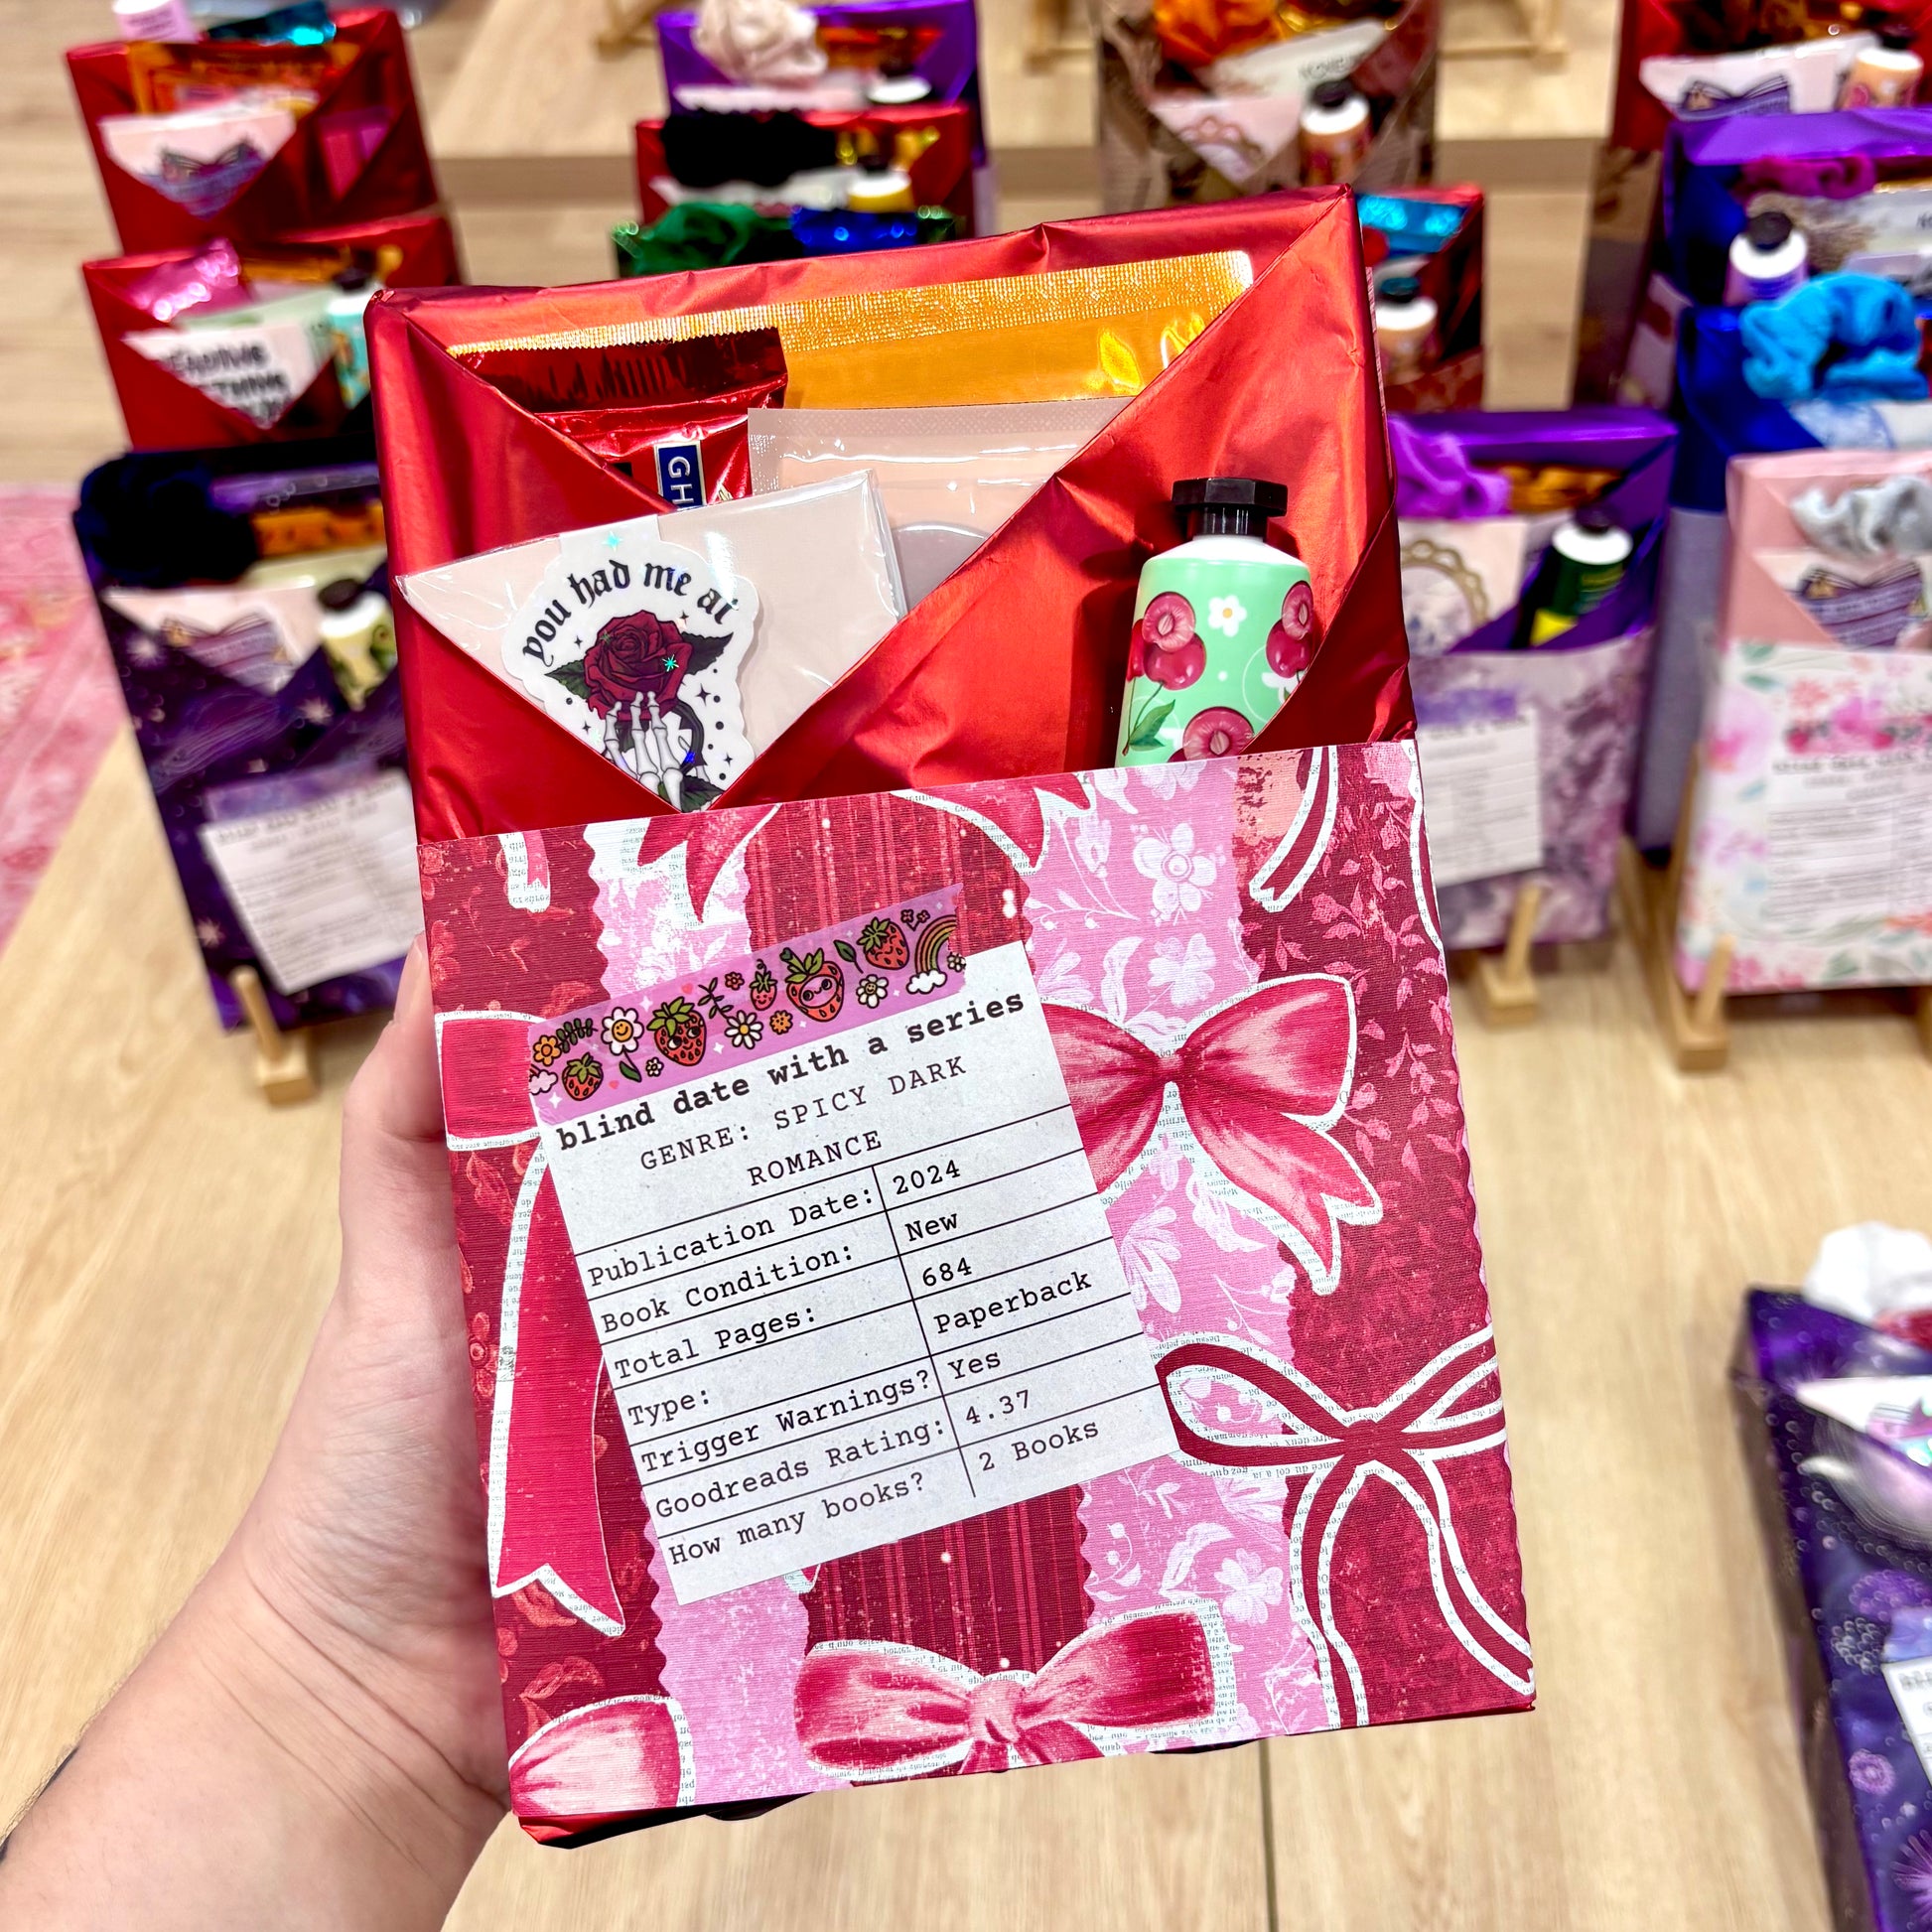 GH
you had me at
blind date with a series
GENRE: SPICY DARK
ROMANCE
Publication Date: 2024
Book Condition: New
Total Pages: 684
Type: Paperback
Trigger Warnings? Yes
Goodreads Rating: 4.37
How many books? 2 Books